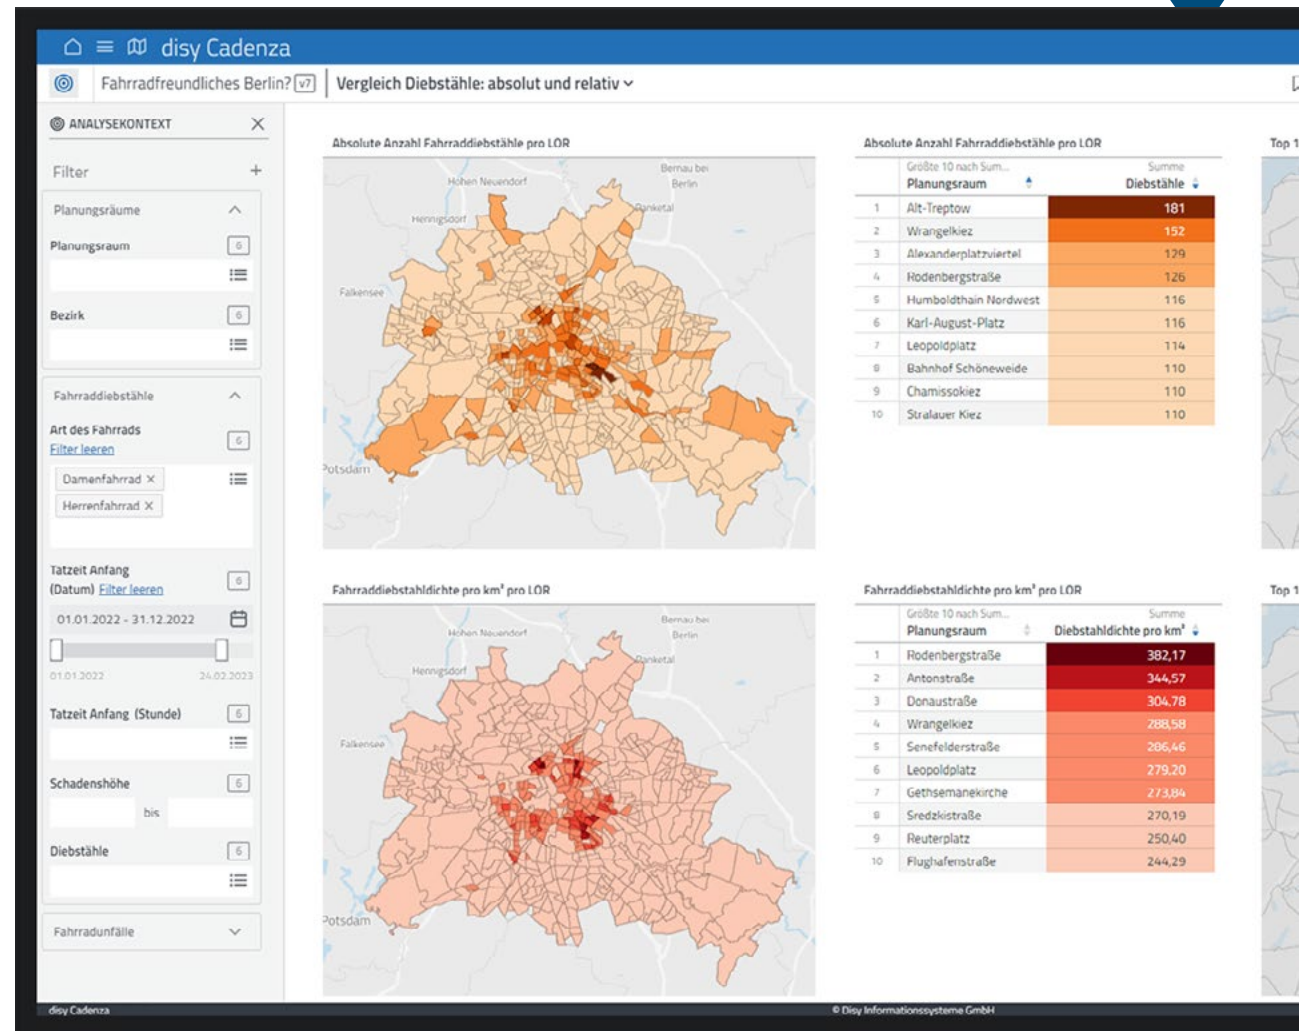 disy Cadenza
Fahrradfreundliches Berlin? v7 Vergleich Diebstähle: absolut und relativ
ANALYSEKONTEXT
Filter
Planungsräume
Planungsraum 6
Bezirk 6
Fahrraddiebstähle
Art des Fahrrads
Filter leeren 6
Damenfahrrad ×
Herrenfahrrad ×
Tatzeit Anfang
(Datum) Filter leeren 6
01.01.2022 - 31.12.2022
01.01.2022 24.02.2023
Tatzeit Anfang (Stunde) 6
Schadenshöhe 6
bis
Diebstähle 6
Fahrradunfälle
Absolute Anzahl Fahrraddiebstähle pro LOR
Bernau bei
Berlin
Hohen Neuendorf
Panketal
Hennigsdorf
Falkensee
Potsdam
Absolute Anzahl Fahrraddiebstähle pro LOR
Größte 10 nach Sum... Summe
Planungsraum Diebstähle
1 Alt-Treptow 181
2 Wrangelkiez 152
3 Alexanderplatzviertel 129
4 Rodenbergstraße 126
5 Humboldthain Nordwest 116
6 Karl-August-Platz 116
7 Leopoldplatz 114
8 Bahnhof Schöneweide 110
9 Chamissokiez 110
10 Stralauer Kiez 110
Top 1
Fahrraddiebstahldichte pro km² pro LOR
Bernau bei
Berlin
Hohen Neuendorf
Panketal
Hennigsdorf
Falkensee
Potsdam
Fahrraddiebstahldichte pro km² pro LOR
Größte 10 nach Sum... Summe
Planungsraum Diebstahldichte pro km²
1 Rodenbergstraße 382,17
2 Antonstraße 344,57
3 Donaustraße 304,78
4 Wrangelkiez 288,58
5 Senefelderstraße 286,46
6 Leopoldplatz 279,20
7 Gethsemanekirche 273,84
8 Sredzkistraße 270,19
9 Reuterplatz 250,40
10 Flughafenstraße 244,29
Top 1
disy Cadenza © Disy Informationssysteme GmbH